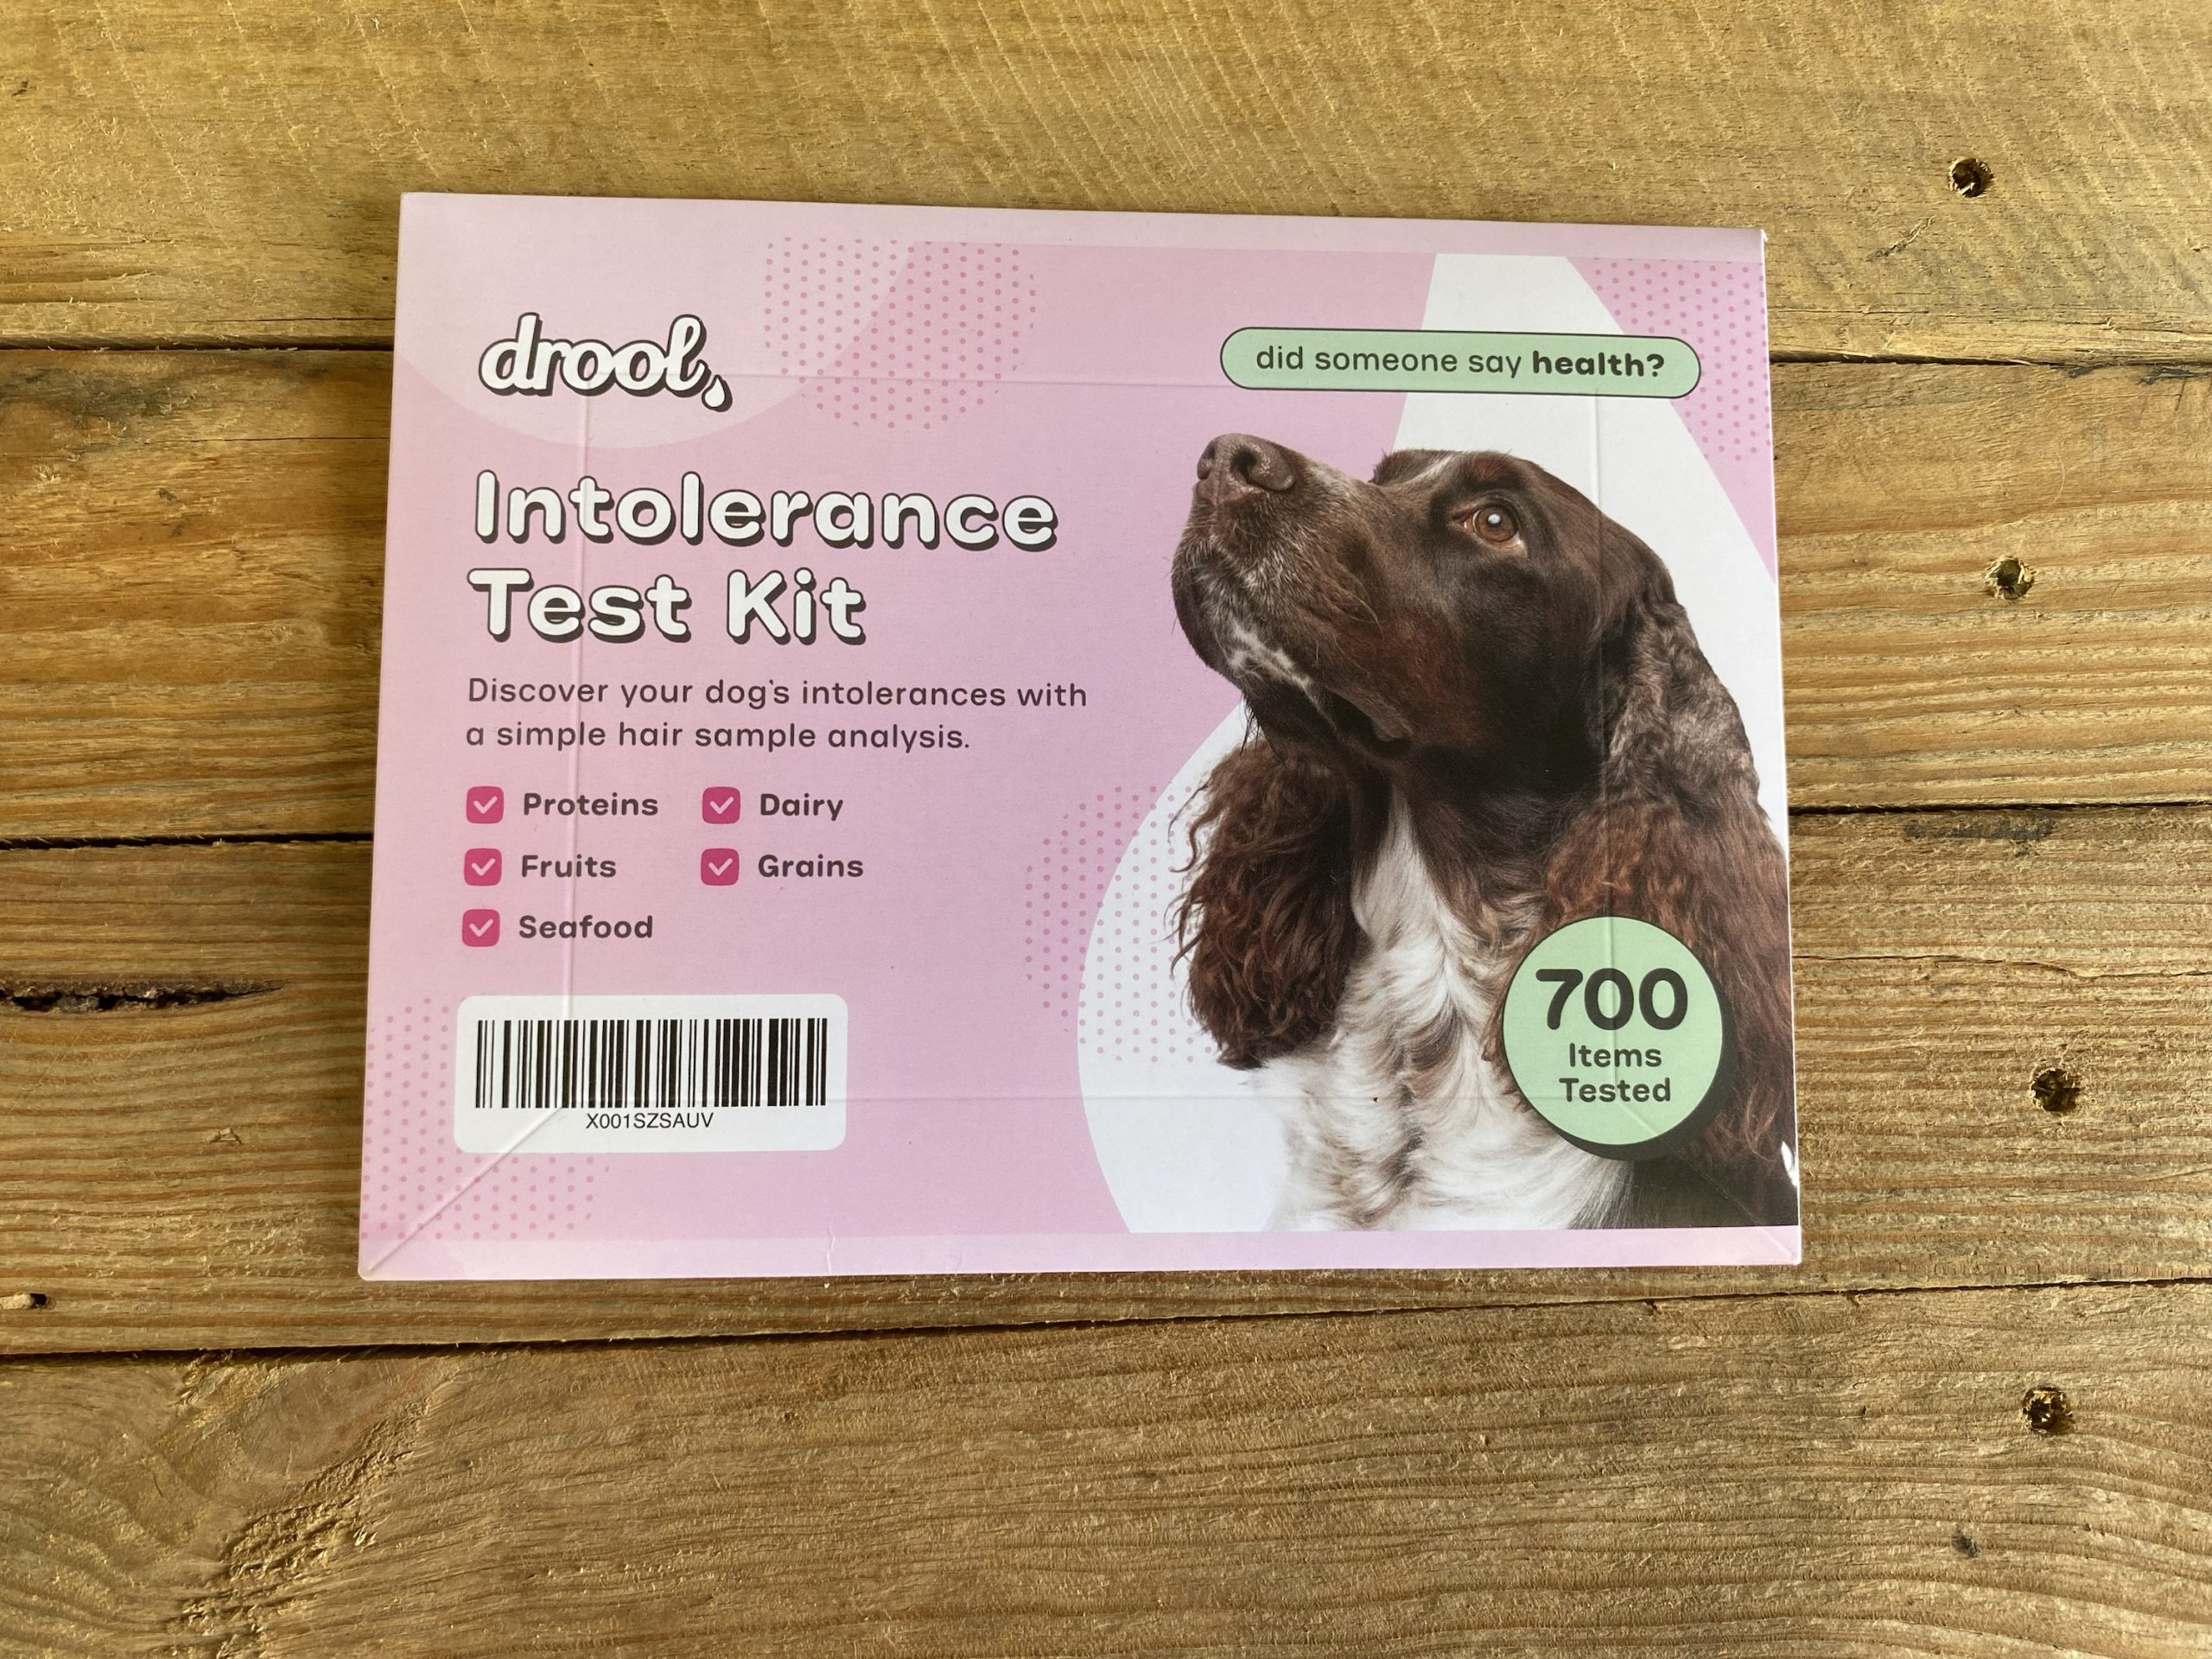 drool,
did someone say health?
Intolerance
Test Kit
Discover your dog's intolerances with
a simple hair sample analysis.
Proteins
Dairy
Fruits
Grains
Seafood
X001SZSAUV
700
Items
Tested